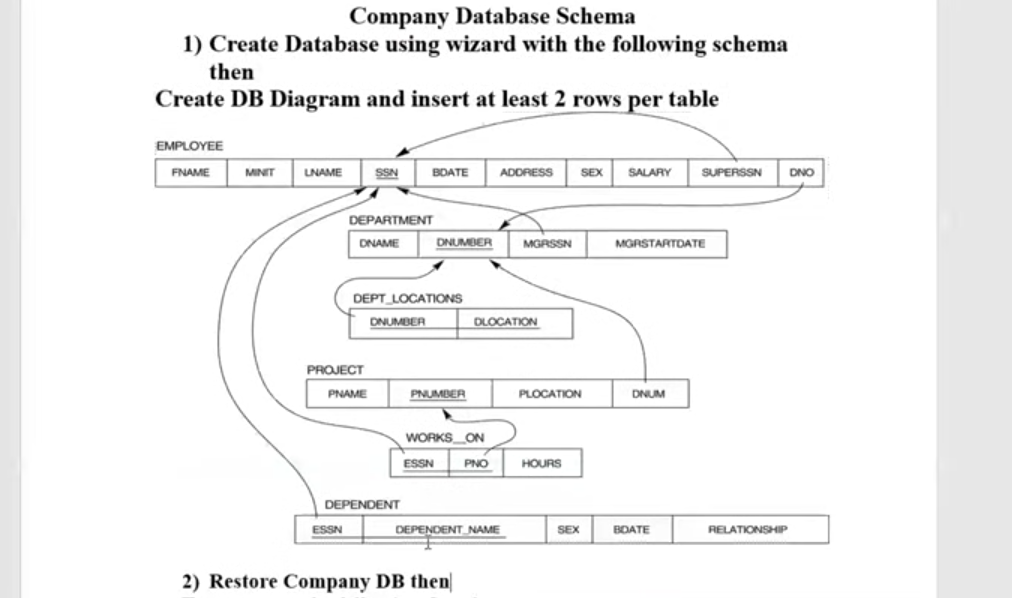 Company Database Schema
1) Create Database using wizard with the following schema
then
Create DB Diagram and insert at least 2 rows per table
EMPLOYEE
FNAME MINIT LNAME SSN BDATE ADDRESS SEX SALARY SUPERSSN DNO
DEPARTMENT
DNAME DNUMBER MGRSSN MGRSTARTDATE
DEPT_LOCATIONS
DNUMBER DLOCATION
PROJECT
PNAME PNUMBER PLOCATION DNUM
WORKS_ON
ESSN PNO HOURS
DEPENDENT
ESSN DEPENDENT_NAME SEX BDATE RELATIONSHIP
2) Restore Company DB then